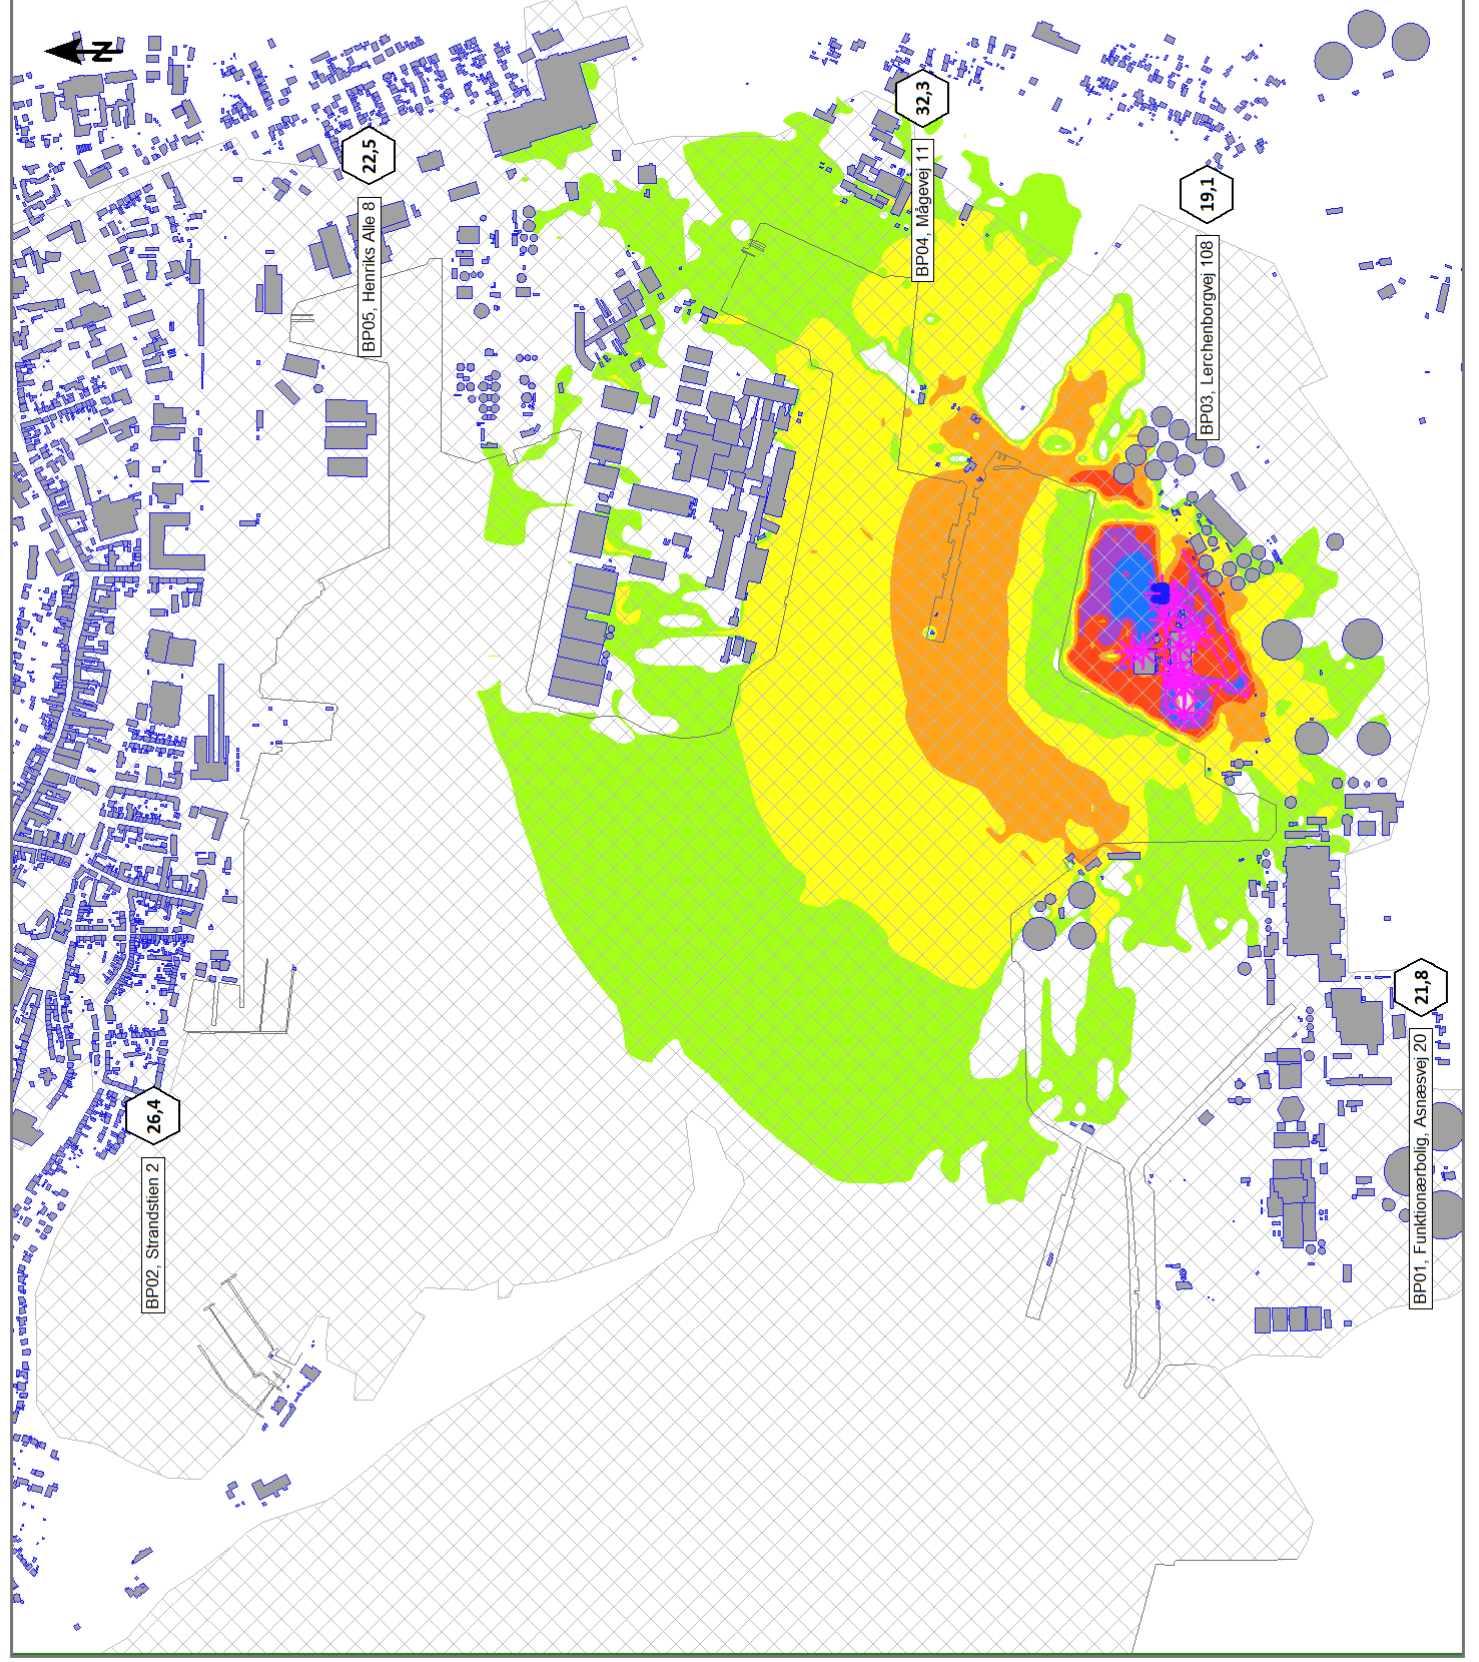 N
22,5
BP05, Henriks Alle 8
32,3
BP04, Mågevej 11
19,1
BP03, Lerchenborgvej 108
26,4
BP02, Strandstien 2
21,8
BP01, Funktionærbolig, Asnæsvej 20